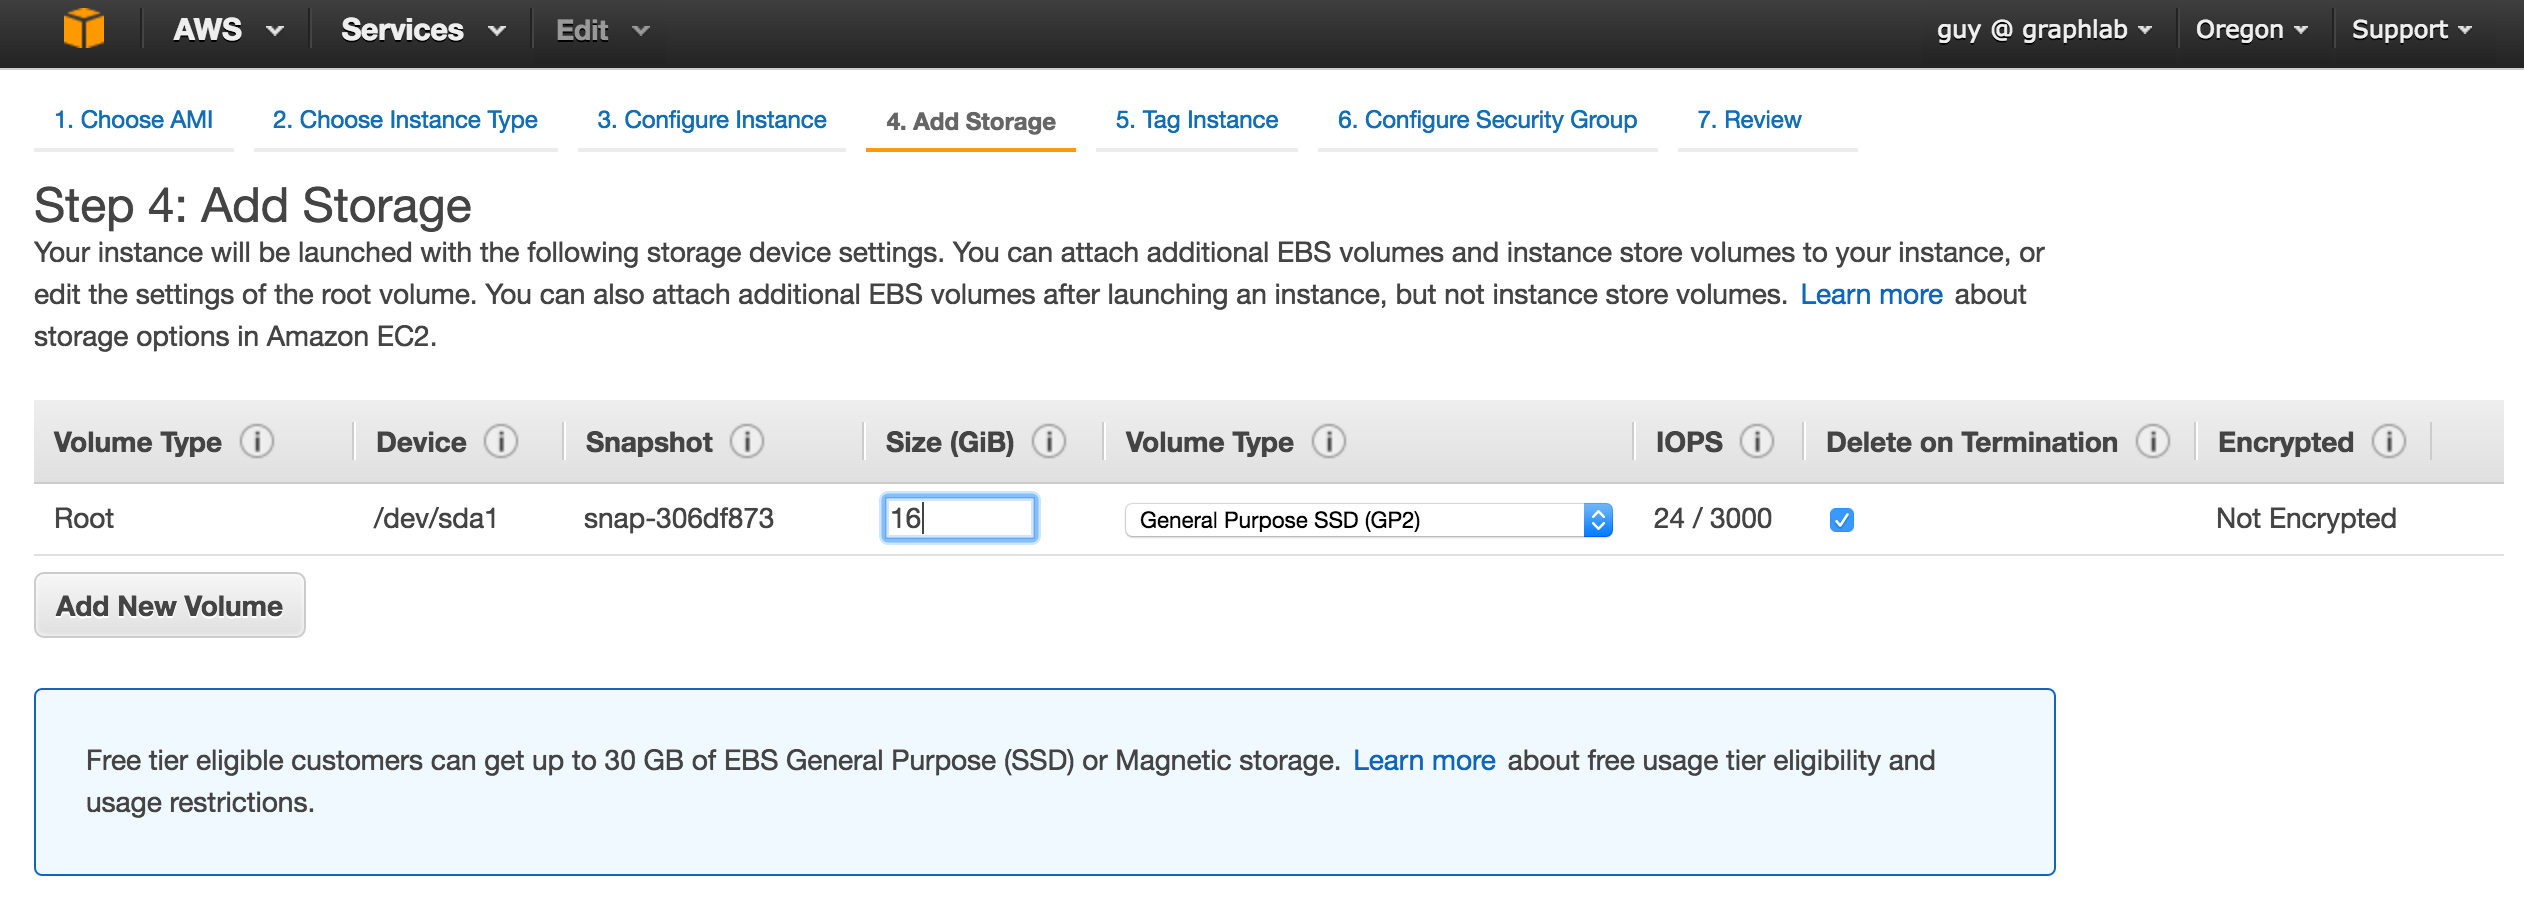 AWS Services Edit guy @ graphlab Oregon Support
1. Choose AMI 2. Choose Instance Type 3. Configure Instance 4. Add Storage 5. Tag Instance 6. Configure Security Group 7. Review
Step 4: Add Storage
Your instance will be launched with the following storage device settings. You can attach additional EBS volumes and instance store volumes to your instance, or
edit the settings of the root volume. You can also attach additional EBS volumes after launching an instance, but not instance store volumes. Learn more about
storage options in Amazon EC2.
Volume Type i Device i Snapshot i Size (GiB) i Volume Type i IOPS i Delete on Termination i Encrypted i
Root /dev/sda1 snap-306df873 16 General Purpose SSD (GP2) 24 / 3000 Not Encrypted
Add New Volume
Free tier eligible customers can get up to 30 GB of EBS General Purpose (SSD) or Magnetic storage. Learn more about free usage tier eligibility and
usage restrictions.